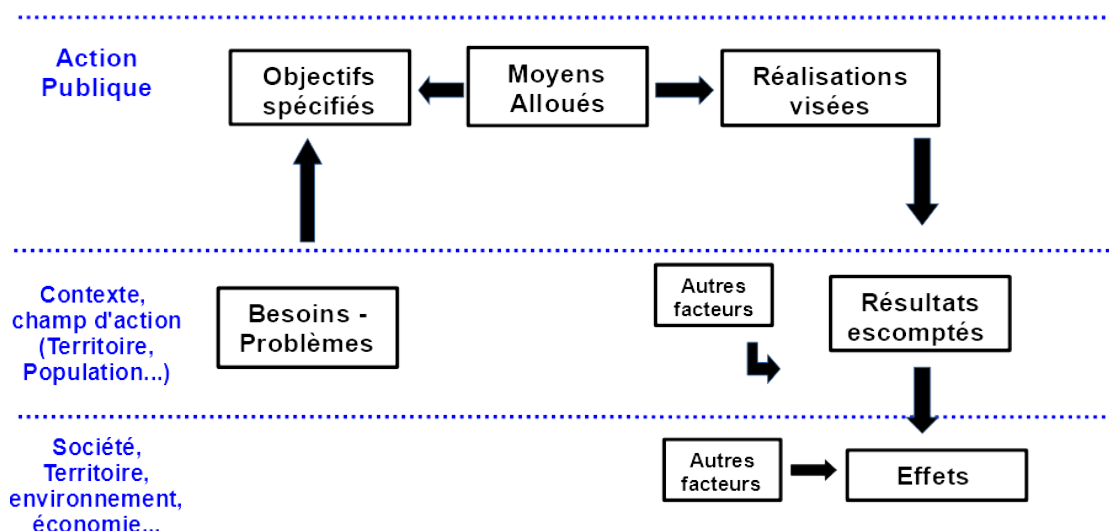 Action
Publique
Objectifs
spécifiés
Moyens
Alloués
Réalisations
visées
Contexte,
champ d'action
(Territoire,
Population...)
Besoins -
Problèmes
Autres
facteurs
Résultats
escomptés
Société,
Territoire,
environnement,
économie...
Autres
facteurs
Effets